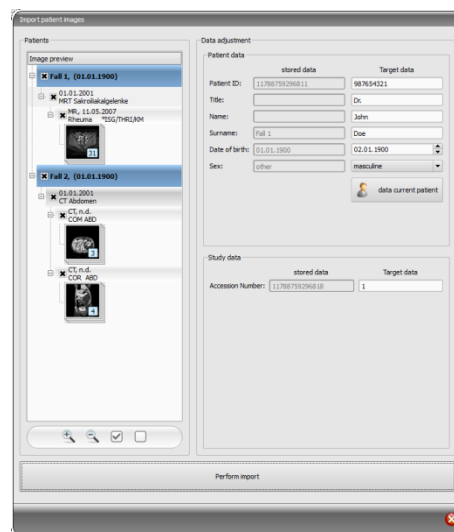 Import patient images
Patients
Image preview
Fall 1, (01.01.1900)
01.01.2001
MRT Sakroiliakalgelenke
MR, 11.05.2007
Rheuma *ISG/THRI/KM
31
Fall 2, (01.01.1900)
01.01.2001
CT Abdomen
CT, n.d.
COM ABD
3
CT, n.d.
COR ABD
4
Data adjustment
Patient data
stored data Target data
Patient ID: 11788759296811 987654321
Title: Dr.
Name: John
Surname: Fall 1 Doe
Date of birth: 01.01.1900 02.01.1900
Sex: other masculine
data current patient
Study data
stored data Target data
Accession Number: 1178875929681B 1
Perform import